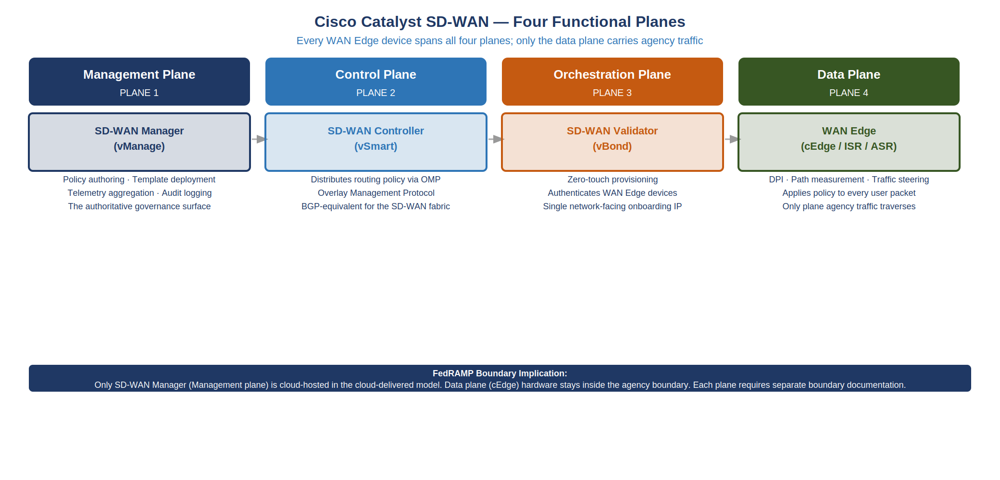 Cisco Catalyst SD-WAN — Four Functional Planes
Every WAN Edge device spans all four planes; only the data plane carries agency traffic
Management Plane
PLANE 1
SD-WAN Manager
(vManage)
Policy authoring · Template deployment
Telemetry aggregation · Audit logging
The authoritative governance surface
Control Plane
PLANE 2
SD-WAN Controller
(vSmart)
Distributes routing policy via OMP
Overlay Management Protocol
BGP-equivalent for the SD-WAN fabric
Orchestration Plane
PLANE 3
SD-WAN Validator
(vBond)
Zero-touch provisioning
Authenticates WAN Edge devices
Single network-facing onboarding IP
Data Plane
PLANE 4
WAN Edge
(cEdge / ISR / ASR)
DPI · Path measurement · Traffic steering
Applies policy to every user packet
Only plane agency traffic traverses
FedRAMP Boundary Implication:
Only SD-WAN Manager (Management plane) is cloud-hosted in the cloud-delivered model. Data plane (cEdge) hardware stays inside the agency boundary. Each plane requires separate boundary documentation.